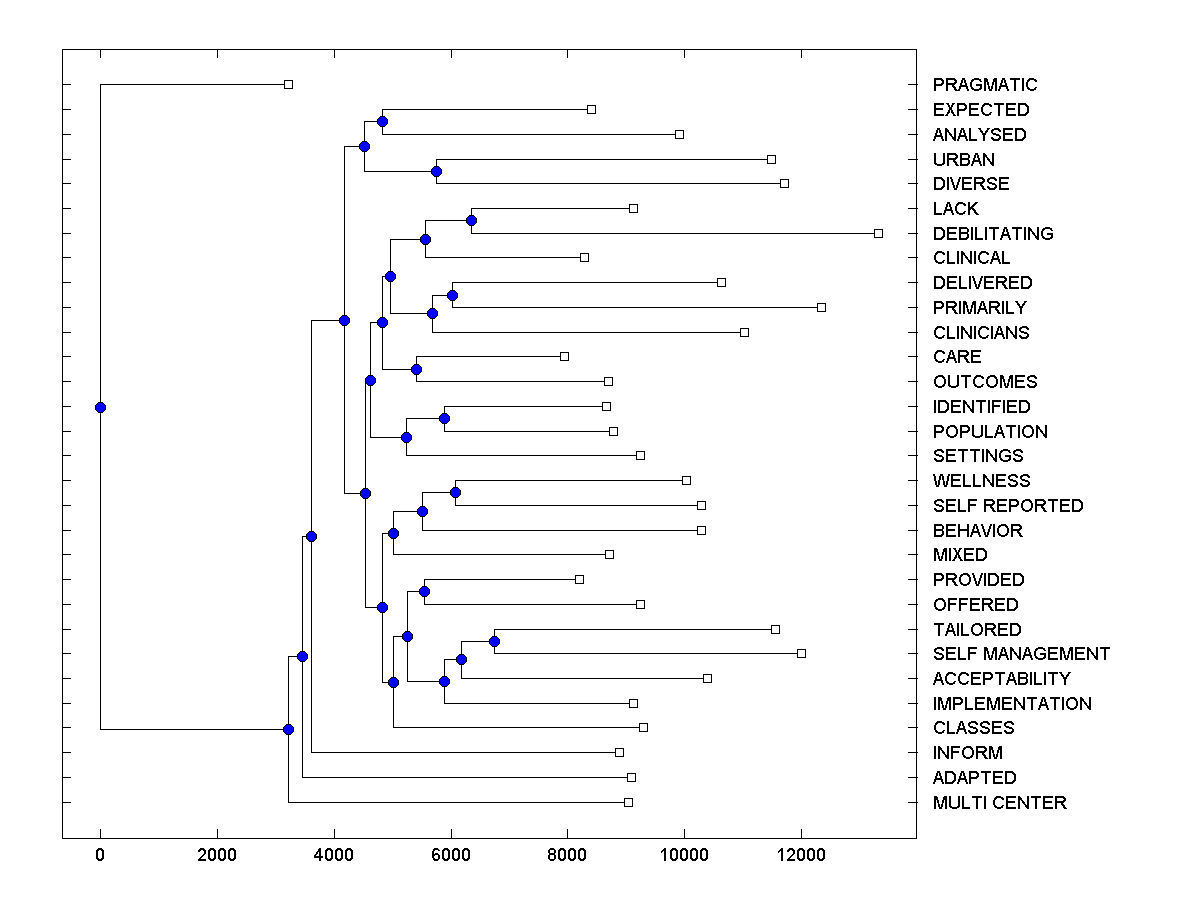 PRAGMATIC
EXPECTED
ANALYSED
URBAN
DIVERSE
LACK
DEBILITATING
CLINICAL
DELIVERED
PRIMARILY
CLINICIANS
CARE
OUTCOMES
IDENTIFIED
POPULATION
SETTINGS
WELLNESS
SELF REPORTED
BEHAVIOR
MIXED
PROVIDED
OFFERED
TAILORED
SELF MANAGEMENT
ACCEPTABILITY
IMPLEMENTATION
CLASSES
INFORM
ADAPTED
MULTI CENTER
0 2000 4000 6000 8000 10000 12000